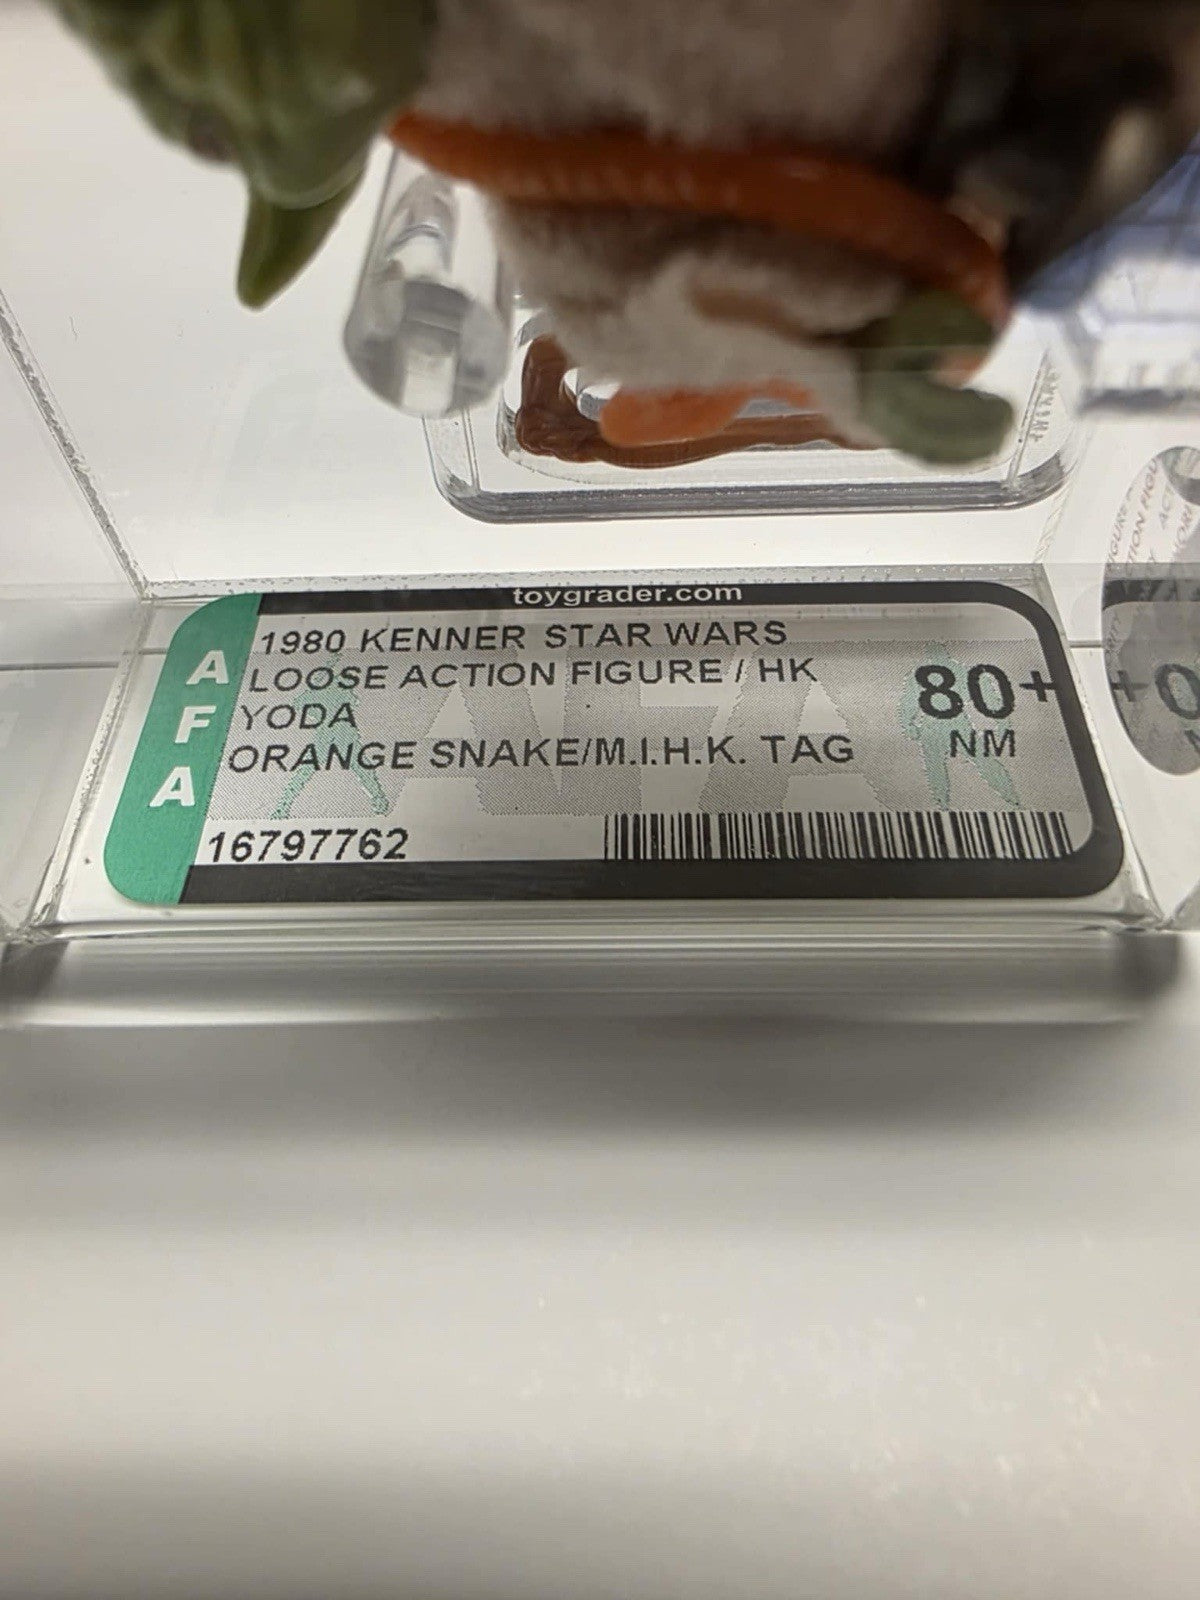 toygrader.com
AFA
1980 KENNER STAR WARS
LOOSE ACTION FIGURE / HK
YODA
ORANGE SNAKE/M.I.H.K. TAG
80+
NM
16797762